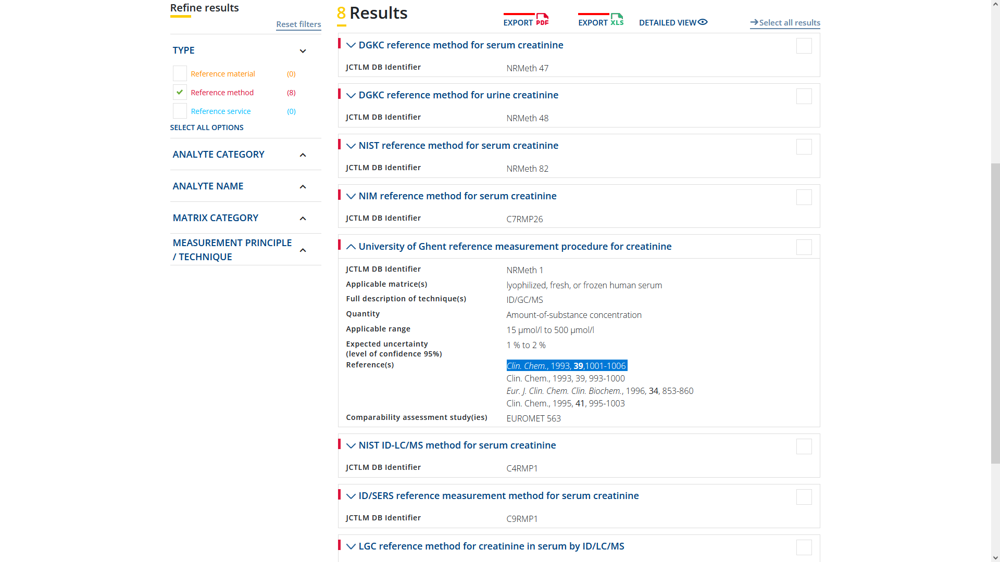 Refine results
Reset filters
TYPE
Reference material (0)
Reference method (8)
Reference service (0)
SELECT ALL OPTIONS
ANALYTE CATEGORY
ANALYTE NAME
MATRIX CATEGORY
MEASUREMENT PRINCIPLE
/ TECHNIQUE
8 Results
EXPORT PDF
EXPORT XLS
DETAILED VIEW
Select all results
DGKC reference method for serum creatinine
JCTLM DB Identifier NRMeth 47
DGKC reference method for urine creatinine
JCTLM DB Identifier NRMeth 48
NIST reference method for serum creatinine
JCTLM DB Identifier NRMeth 82
NIM reference method for serum creatinine
JCTLM DB Identifier C7RMP26
University of Ghent reference measurement procedure for creatinine
JCTLM DB Identifier NRMeth 1
Applicable matrice(s) lyophilized, fresh, or frozen human serum
Full description of technique(s) ID/GC/MS
Quantity Amount-of-substance concentration
Applicable range 15 µmol/l to 500 µmol/l
Expected uncertainty 1 % to 2 %
(level of confidence 95%)
Reference(s) Clin. Chem., 1993, 39,1001-1006
Clin. Chem., 1993, 39, 993-1000
Eur. J. Clin. Chem. Clin. Biochem., 1996, 34, 853-860
Clin. Chem., 1995, 41, 995-1003
Comparability assessment study(ies) EUROMET 563
NIST ID-LC/MS method for serum creatinine
JCTLM DB Identifier C4RMP1
ID/SERS reference measurement method for serum creatinine
JCTLM DB Identifier C9RMP1
LGC reference method for creatinine in serum by ID/LC/MS